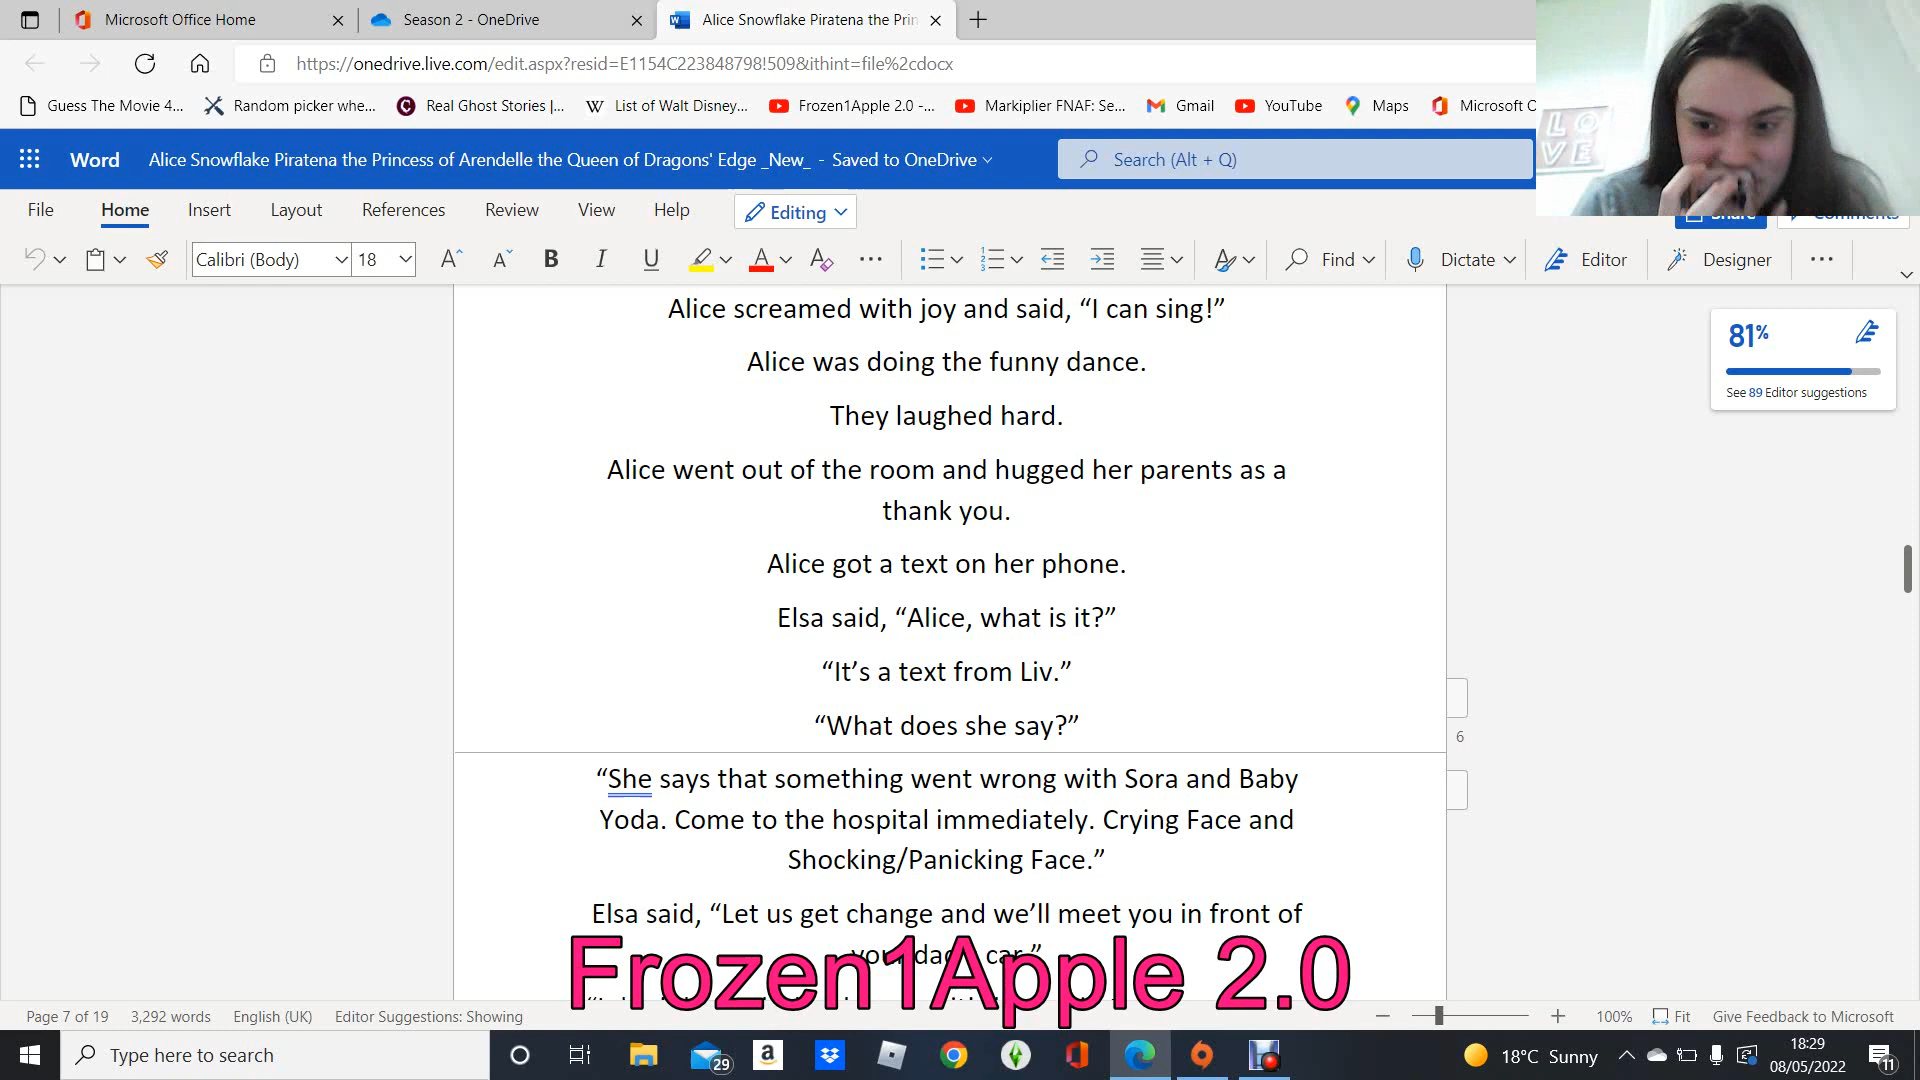 Microsoft Office Home
Season 2 - OneDrive
Alice Snowflake Piratena the Prin
https://onedrive.live.com/edit.aspx?resid=E1154C223848798!509&ithint=file%2cdocx
Guess The Movie 4...
Random picker whe...
Real Ghost Stories |...
List of Walt Disney...
Frozen1Apple 2.0 -...
Markiplier FNAF: Se...
Gmail
YouTube
Maps
Microsoft O
LO
VE
Word
Alice Snowflake Piratena the Princess of Arendelle the Queen of Dragons' Edge _New_ - Saved to OneDrive
Search (Alt + Q)
File
Home
Insert
Layout
References
Review
View
Help
Editing
Share
Comments
Calibri (Body)
18
Find
Dictate
Editor
Designer
Alice screamed with joy and said, “I can sing!”
Alice was doing the funny dance.
They laughed hard.
Alice went out of the room and hugged her parents as a
thank you.
Alice got a text on her phone.
Elsa said, “Alice, what is it?”
“It’s a text from Liv.”
“What does she say?”
“She says that something went wrong with Sora and Baby
Yoda. Come to the hospital immediately. Crying Face and
Shocking/Panicking Face.”
Elsa said, “Let us get change and we’ll meet you in front of
car.”
81%
See 89 Editor suggestions
6
Frozen1Apple 2.0
Page 7 of 19
3,292 words
English (UK)
Editor Suggestions: Showing
100%
Fit
Give Feedback to Microsoft
Type here to search
29
18°C Sunny
18:29
08/05/2022
11